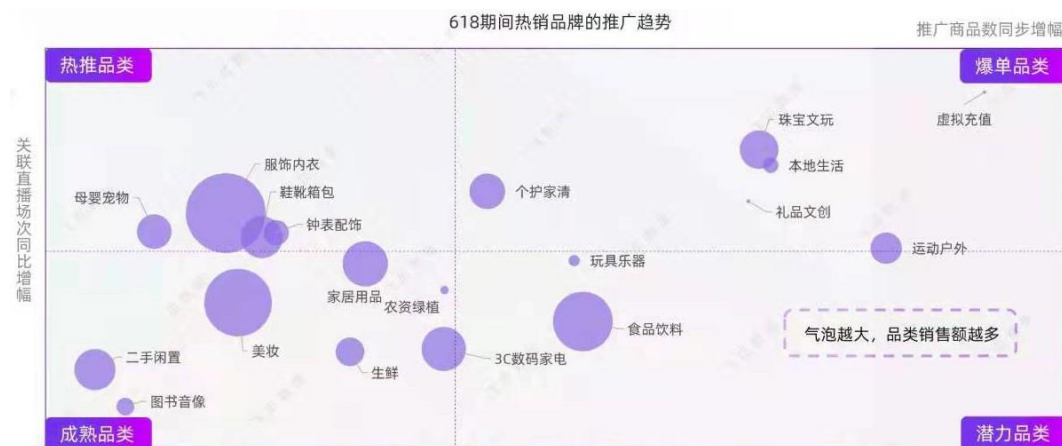 618期间热销品牌的推广趋势
推广商品数同步增幅
热推品类
爆单品类
虚拟充值
珠宝文玩
本地生活
服饰内衣
鞋靴箱包
母婴宠物
钟表配饰
个护家清
礼品文创
关联直播场次同比增幅
运动户外
玩具乐器
家居用品
农资绿植
食品饮料
气泡越大，品类销售额越多
美妆
二手闲置
生鲜
3C数码家电
图书音像
成熟品类
潜力品类